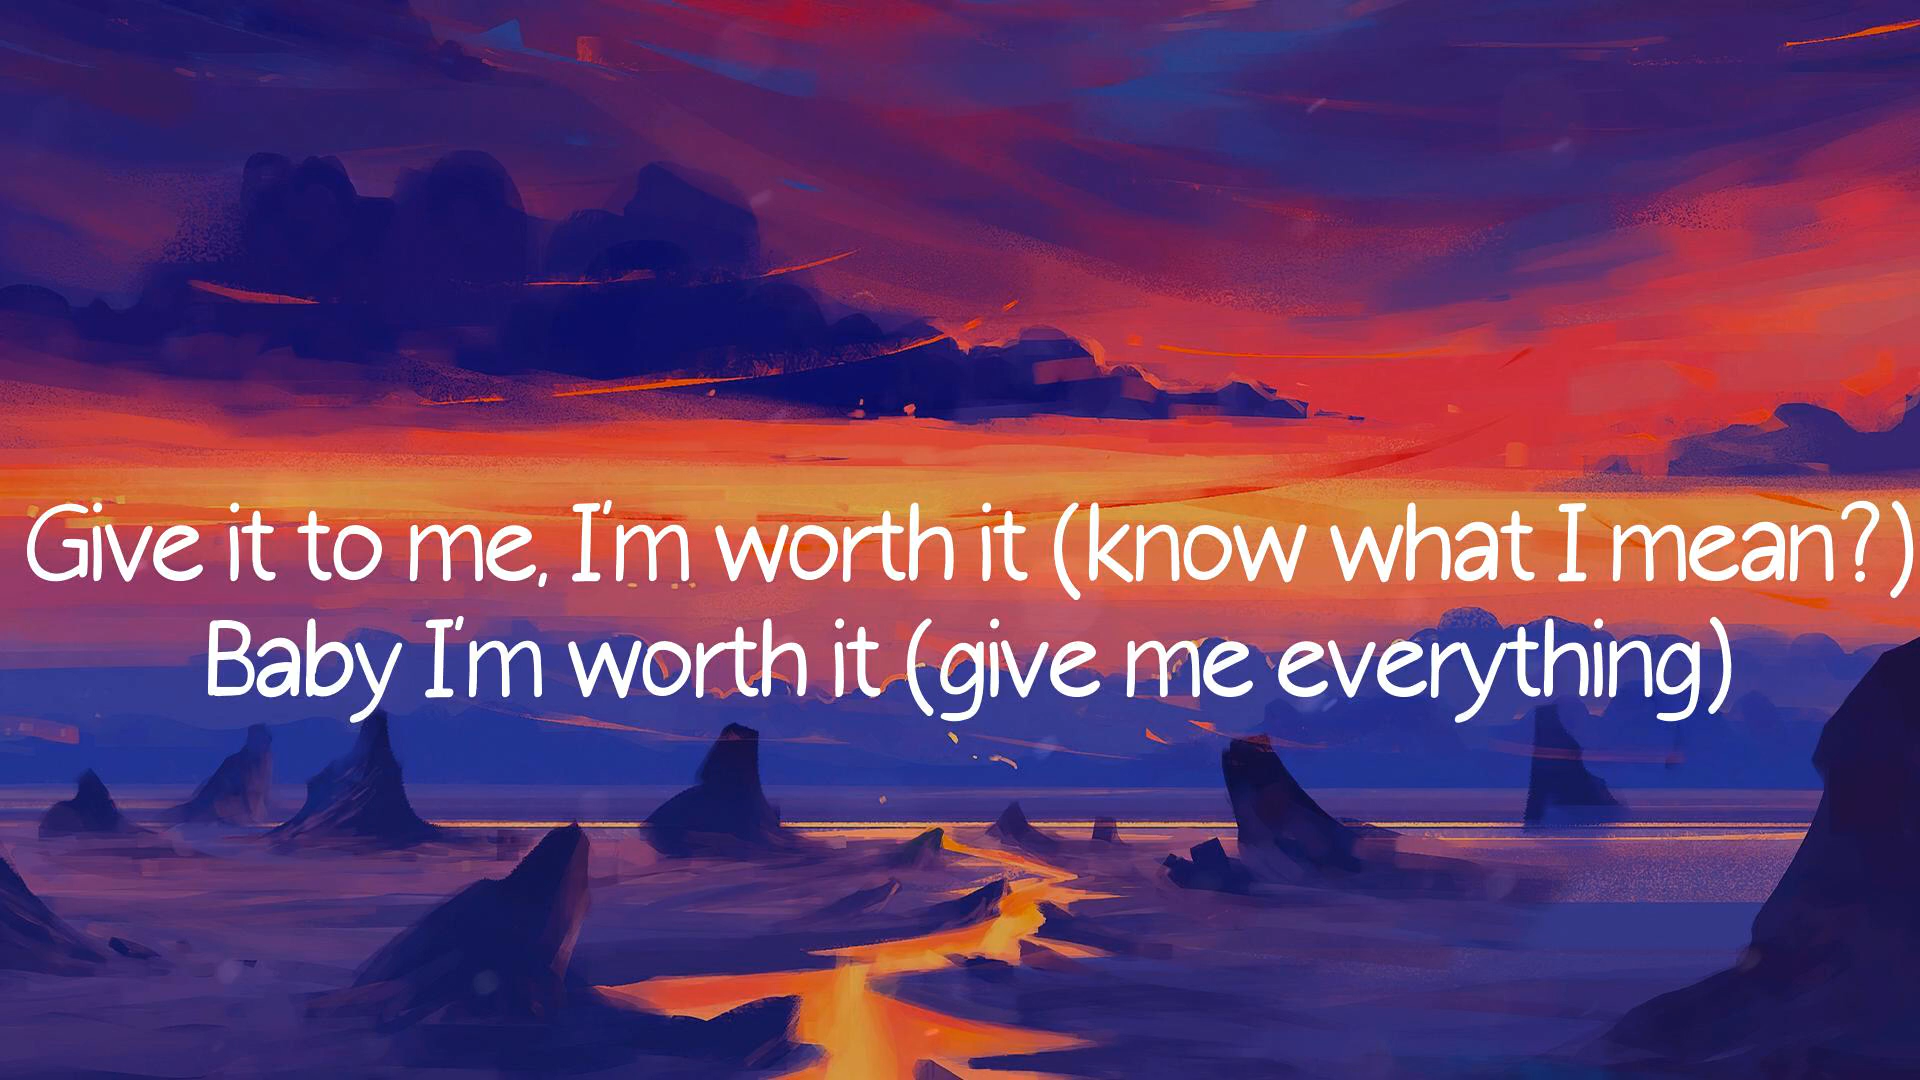 Give it to me, I'm worth it (know what I mean?)
Baby I'm worth it (give me everything)